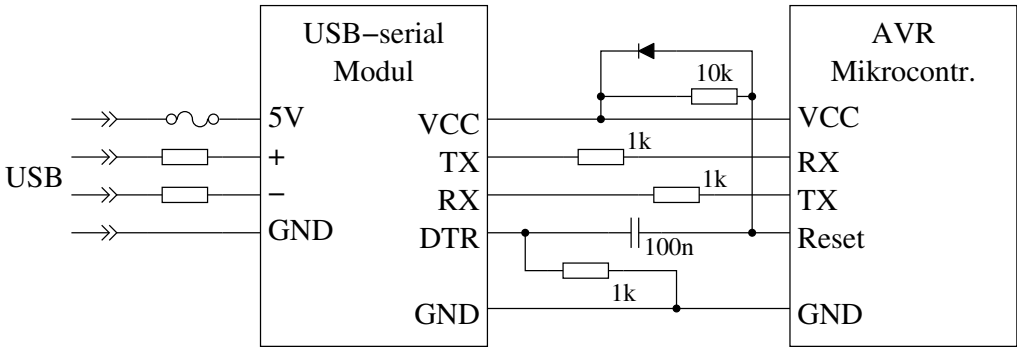 USB−serial
Modul
AVR
Mikrocontr.
10k
5V
VCC
VCC
1k
+
TX
RX
USB
1k
−
RX
TX
GND
DTR
100n
Reset
1k
GND
GND